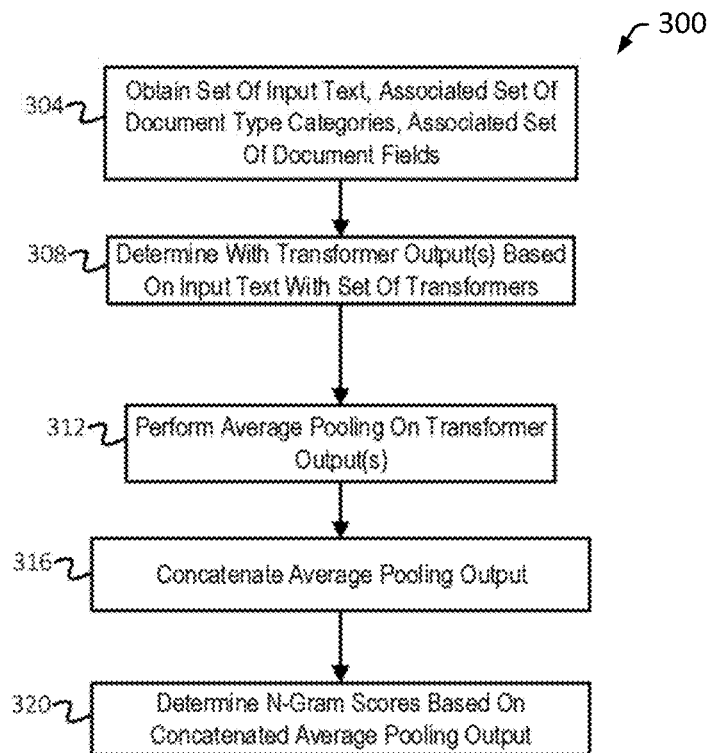 300
304
Obtain Set Of Input Text, Associated Set Of
Document Type Categories, Associated Set
Of Document Fields
308
Determine With Transformer Output(s) Based
On Input Text With Set Of Transformers
312
Perform Average Pooling On Transformer
Output(s)
316
Concatenate Average Pooling Output
320
Determine N-Gram Scores Based On
Concatenated Average Pooling Output